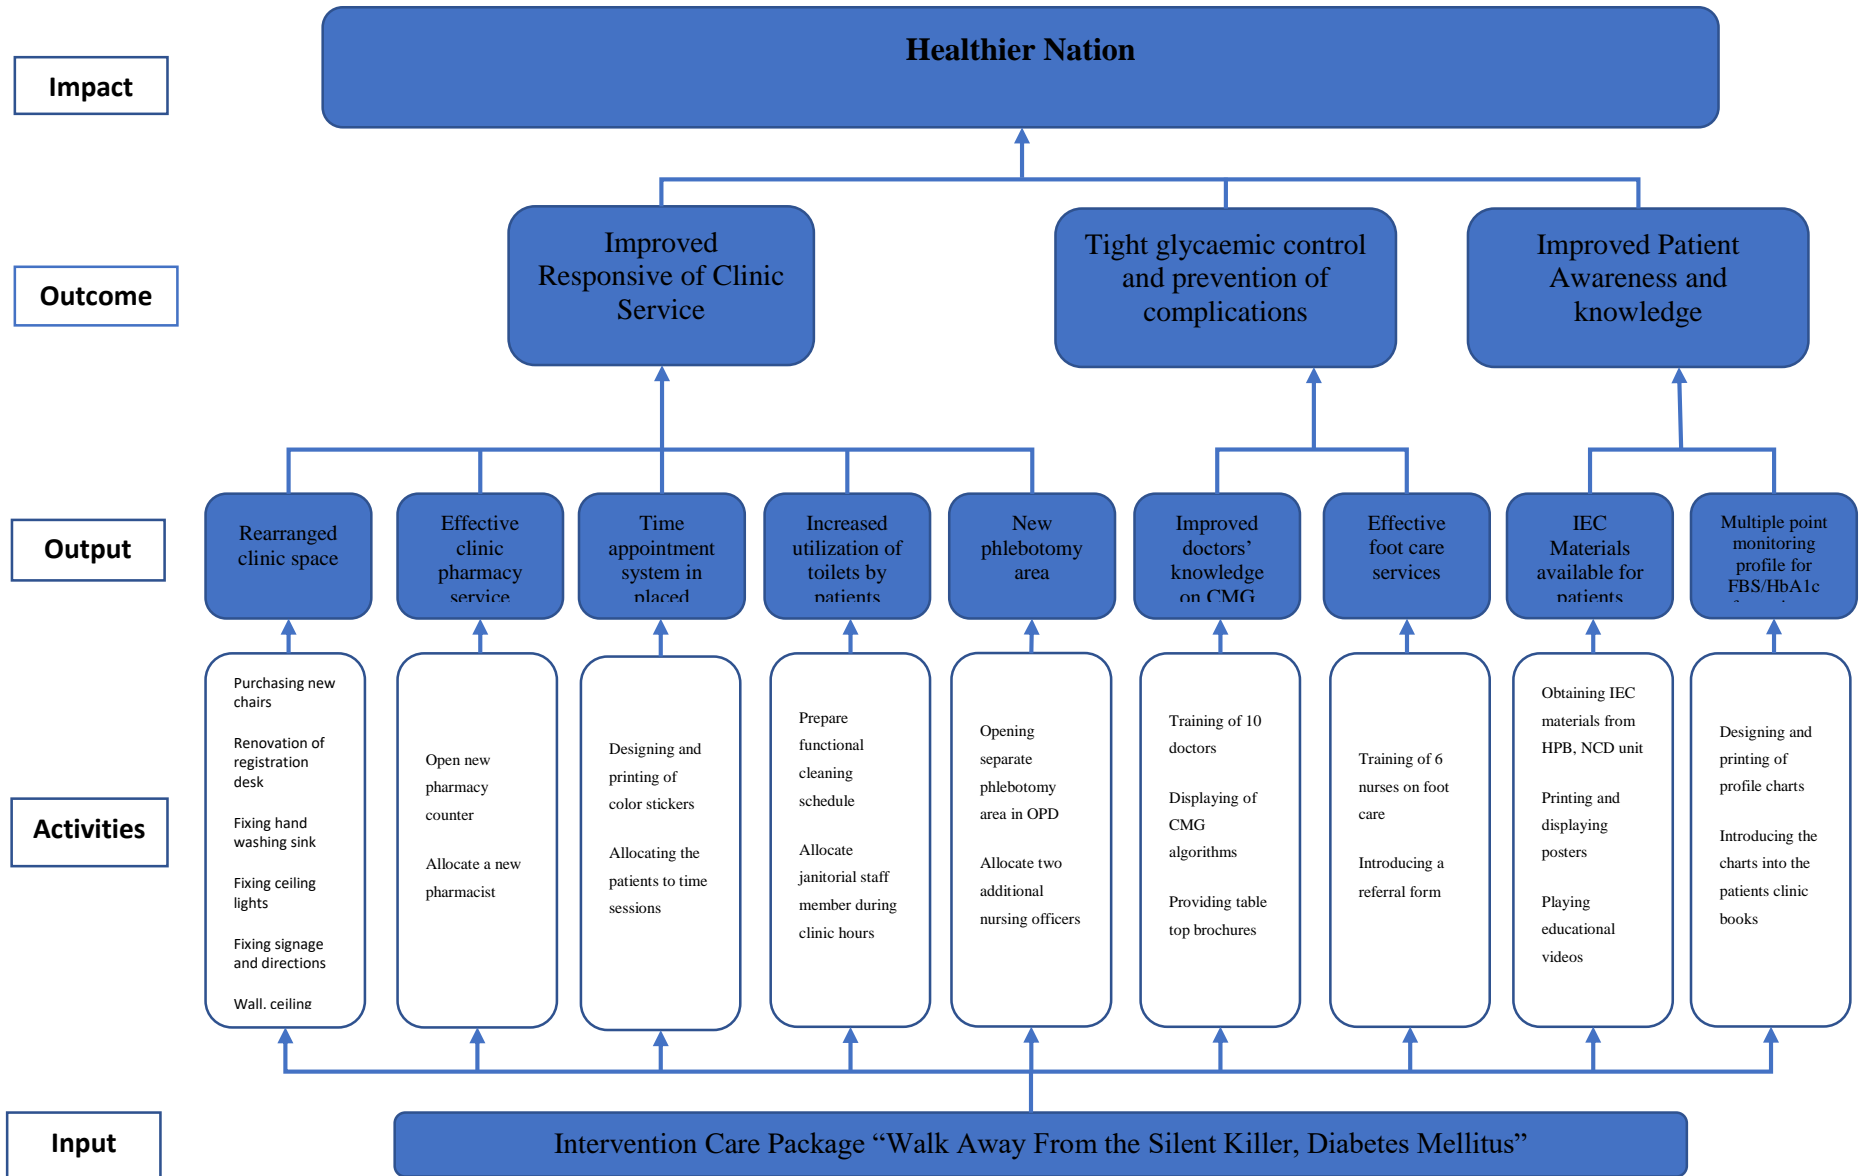 Impact
Healthier Nation
Outcome
Improved
Responsive of Clinic
Service
Tight glycaemic control
and prevention of
complications
Improved Patient
Awareness and
knowledge
Output
Rearranged
clinic space
Effective
clinic
pharmacy
service
Time
appointment
system in
placed
Increased
utilization of
toilets by
patients
New
phlebotomy
area
Improved
doctors’
knowledge
on CMG
Effective
foot care
services
IEC
Materials
available for
patients
Multiple point
monitoring
profile for
FBS/HbA1c
Activities
Purchasing new
chairs
Renovation of
registration
desk
Fixing hand
washing sink
Fixing ceiling
lights
Fixing signage
and directions
Wall, ceiling
Open new
pharmacy
counter
Allocate a new
pharmacist
Designing and
printing of
color stickers
Allocating the
patients to time
sessions
Prepare
functional
cleaning
schedule
Allocate
janitorial staff
member during
clinic hours
Opening
separate
phlebotomy
area in OPD
Allocate two
additional
nursing officers
Training of 10
doctors
Displaying of
CMG
algorithms
Providing table
top brochures
Training of 6
nurses on foot
care
Introducing a
referral form
Obtaining IEC
materials from
HPB, NCD unit
Printing and
displaying
posters
Playing
educational
videos
Designing and
printing of
profile charts
Introducing the
charts into the
patients clinic
books
Input
Intervention Care Package “Walk Away From the Silent Killer, Diabetes Mellitus”